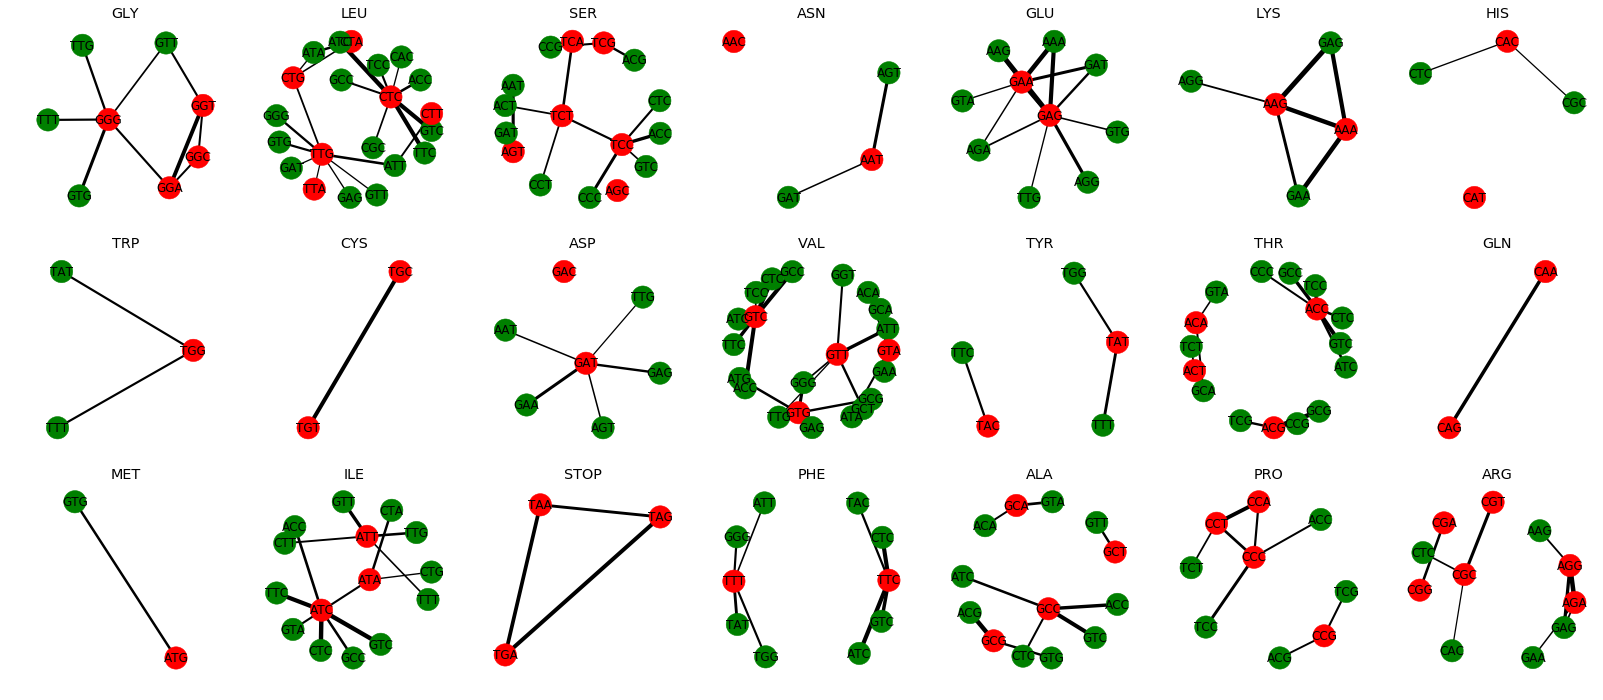 GLY LEU SER ASN GLU LYS HIS
TTG GTT TTT GGG GGT GGC GGA GTG
ATA ATC CTA CTG TCC CAC GCC ACC CTC CTT GTC TTC CGC GGG GTG TTG GAT ATT TTA GAG GTT
CCG TCA TCG ACG AAT ACT CTC TCT GAT ACC AGT TCC GTC CCT CCC AGC
AAC AGT AAT GAT
AAG AAA GAA GAT GTA GAG GTG AGA AGG TTG
GAG AGG AAG AAA GAA
CAC CTC CGC CAT
TRP CYS ASP VAL TYR THR GLN
TAT TGG TTT
TGC TGT
GAC TTG AAT GAT GAG GAA AGT
GCC CTC GGT TCC ACA GCA ATC GTC ATT TTC GTT GTA GAA ATG ACC GGG GCG GCT TTG GTG ATA GAG
TGG TAT TTC TTT TAC
CCC GCC TCC GTA ACC CTC ACA TCT GTC ACT ATC GCA GCG TCG CCG ACG
CAA CAG
MET ILE STOP PHE ALA PRO ARG
GTG ATG
GTT CTA ACC TTG CTT ATT ATA CTG TTC TTT ATC GTA GTC CTC GCC
TAA TAG TGA
ATT TAC GGG CTC TTT TTC TAT GTC TGG ATC
GCA GTA ACA GTT GCT ATC ACG GCC ACC GCG GTC CTC GTG
CCA CCT ACC CCC TCT TCG TCC CCG ACG
CGT CGA AAG CTC CGC AGG CGG AGA GAG CAC GAA